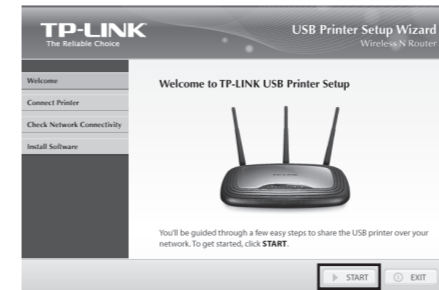 TP-LINK
The Reliable Choice
USB Printer Setup Wizard
Wireless N Router
Welcome
Connect Printer
Check Network Connectivity
Install Software
Welcome to TP-LINK USB Printer Setup
You'll be guided through a few easy steps to share the USB printer over your
network. To get started, click START.
START
EXIT